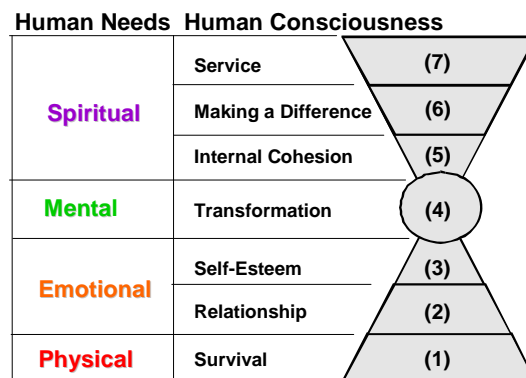 Human Needs Human Consciousness
Service (7)
Spiritual Making a Difference (6)
Internal Cohesion (5)
Mental Transformation (4)
Self-Esteem (3)
Emotional
Relationship (2)
Physical Survival (1)